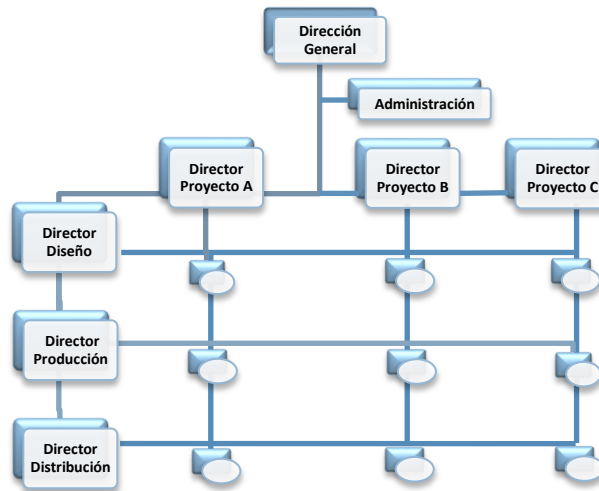 Dirección
General
Administración
Director
Proyecto A
Director
Proyecto B
Director
Proyecto C
Director
Diseño
Director
Producción
Director
Distribución